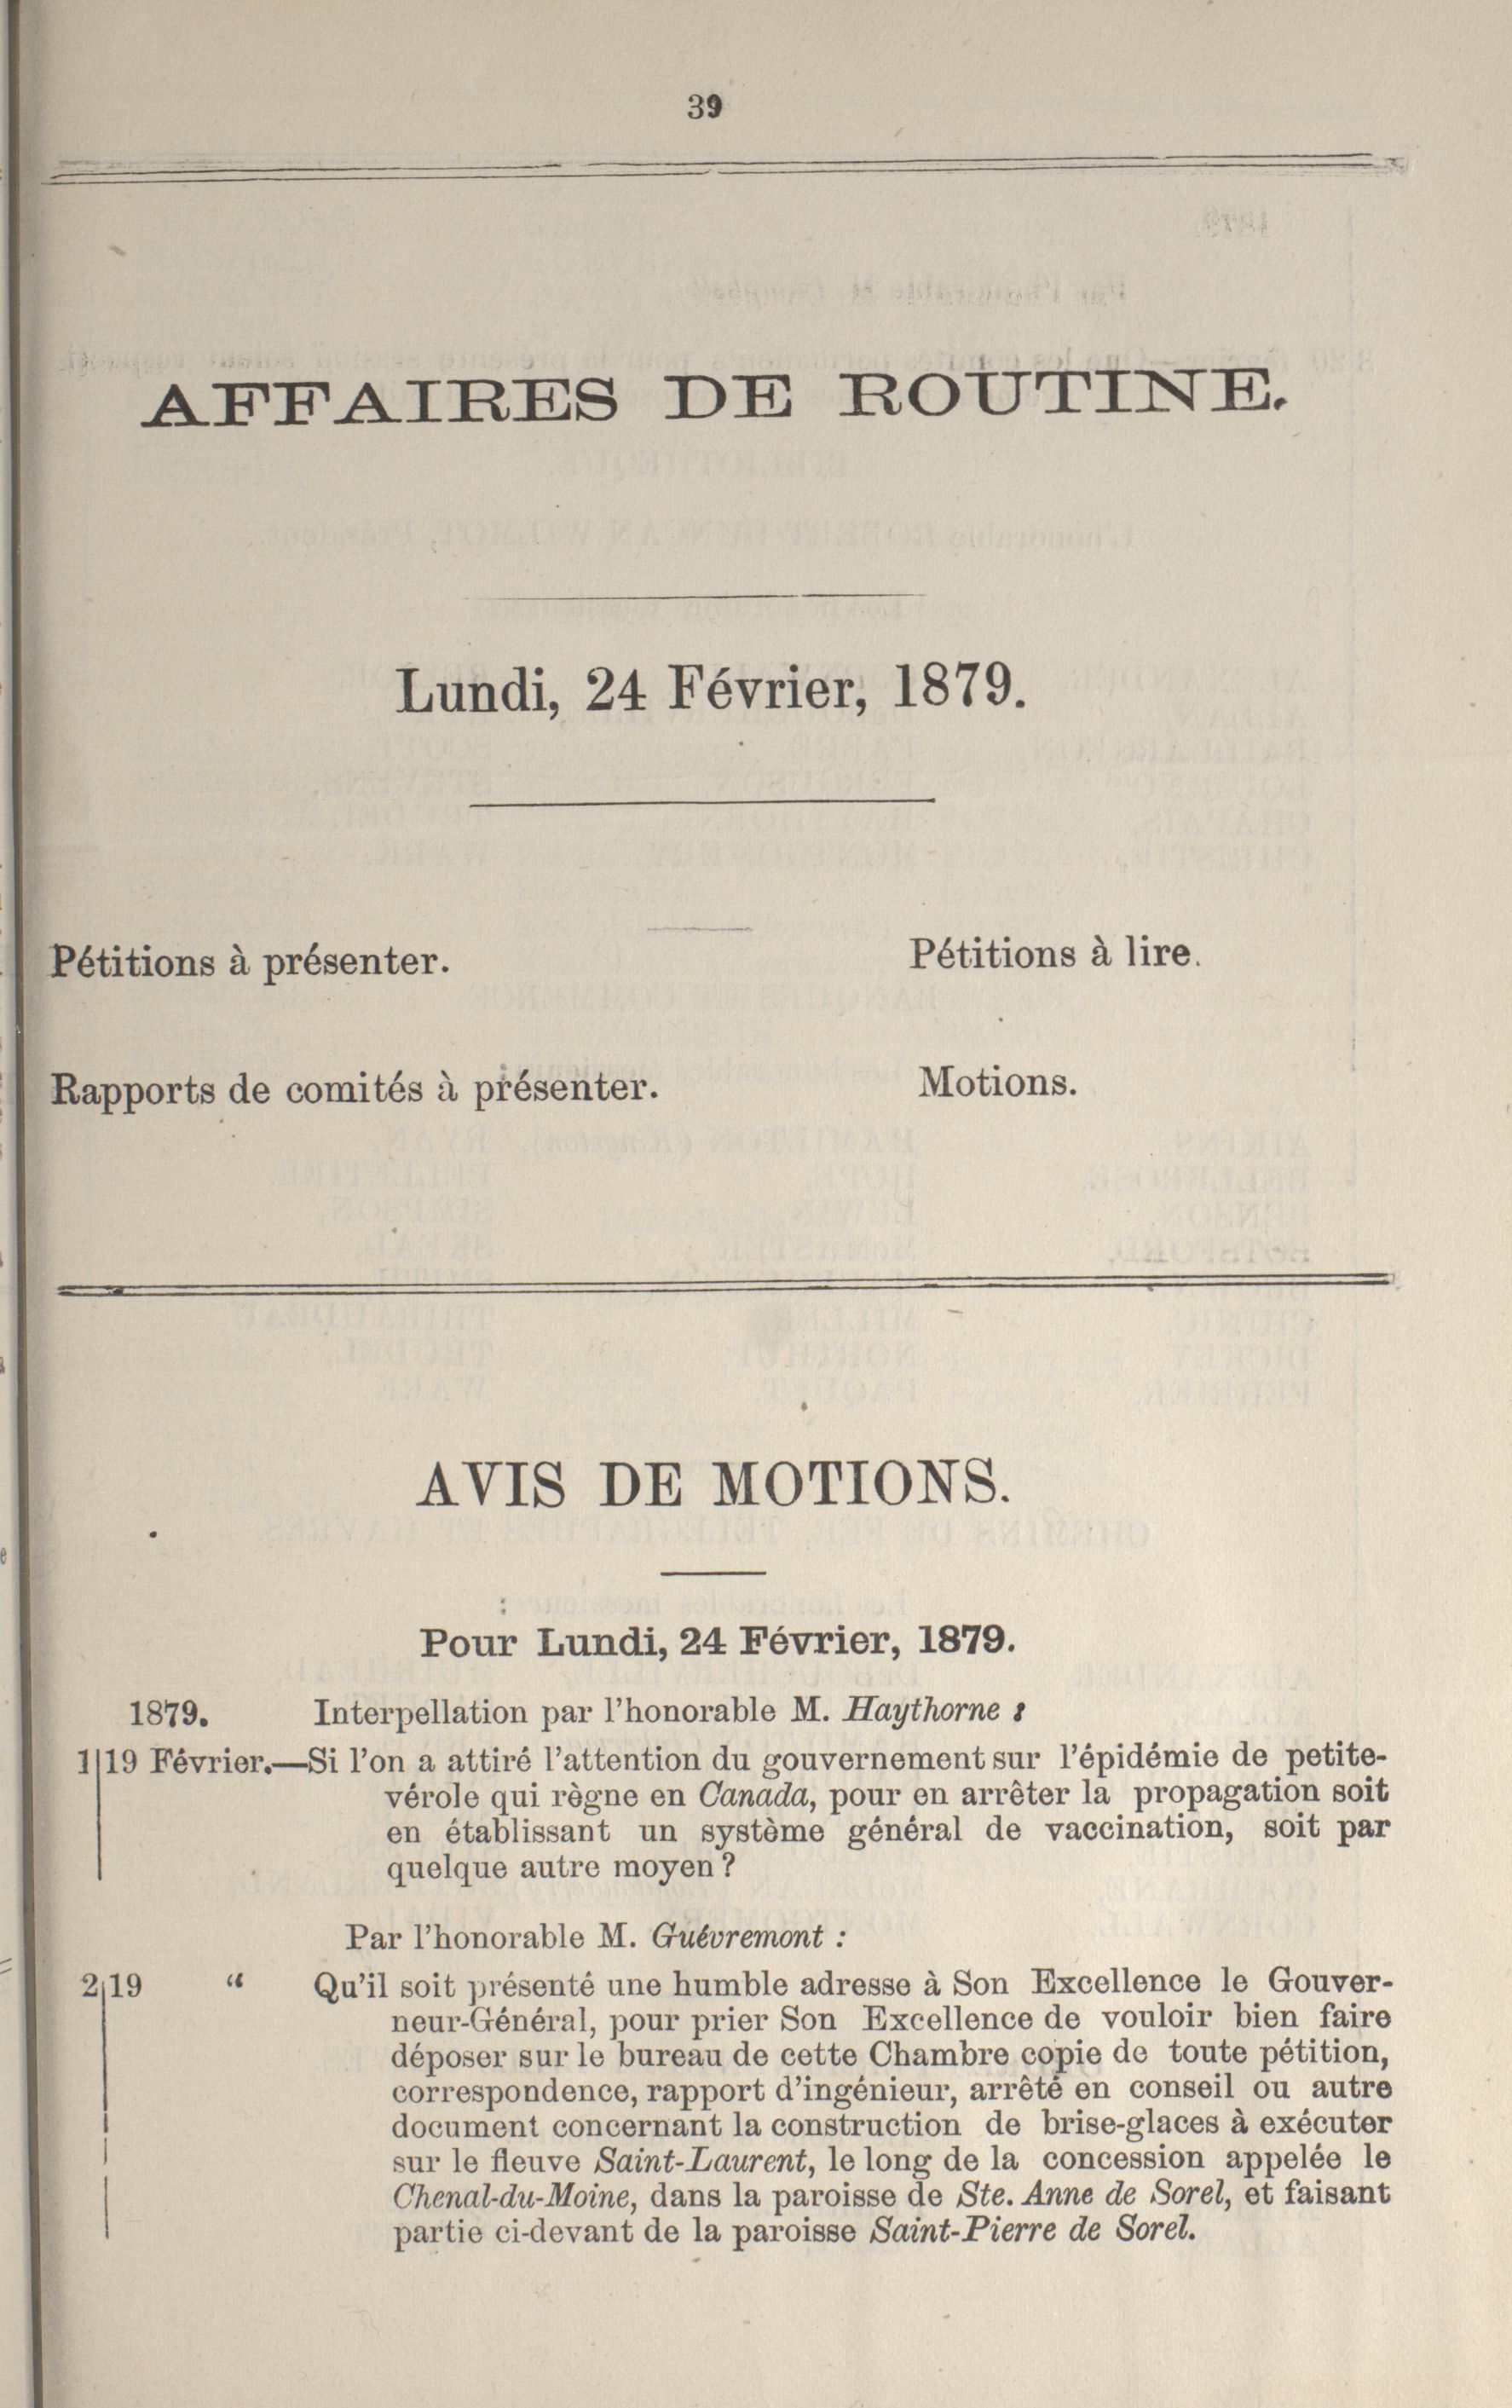 39
AFFAIRES DE ROUTINE.
Lundi, 24 Février, 1879.
Pétitions à présenter.
Pétitions à lire.
Rapports de comités à présenter.
Motions.
AVIS DE MOTIONS.
Pour Lundi, 24 Février, 1879.
1879. Interpellation par l'honorable M. Haythorne :
1|19 Février.—Si l'on a attiré l'attention du gouvernement sur l'épidémie de petite-
vérole qui règne en Canada, pour en arrêter la propagation soit
en établissant un système général de vaccination, soit par
quelque autre moyen ?
Par l'honorable M. Guévremont :
2|19 “ Qu'il soit présenté une humble adresse à Son Excellence le Gouver-
neur-Général, pour prier Son Excellence de vouloir bien faire
déposer sur le bureau de cette Chambre copie de toute pétition,
correspondence, rapport d'ingénieur, arrêté en conseil ou autre
document concernant la construction de brise-glaces à exécuter
sur le fleuve Saint-Laurent, le long de la concession appelée le
Chenal-du-Moine, dans la paroisse de Ste. Anne de Sorel, et faisant
partie ci-devant de la paroisse Saint-Pierre de Sorel.